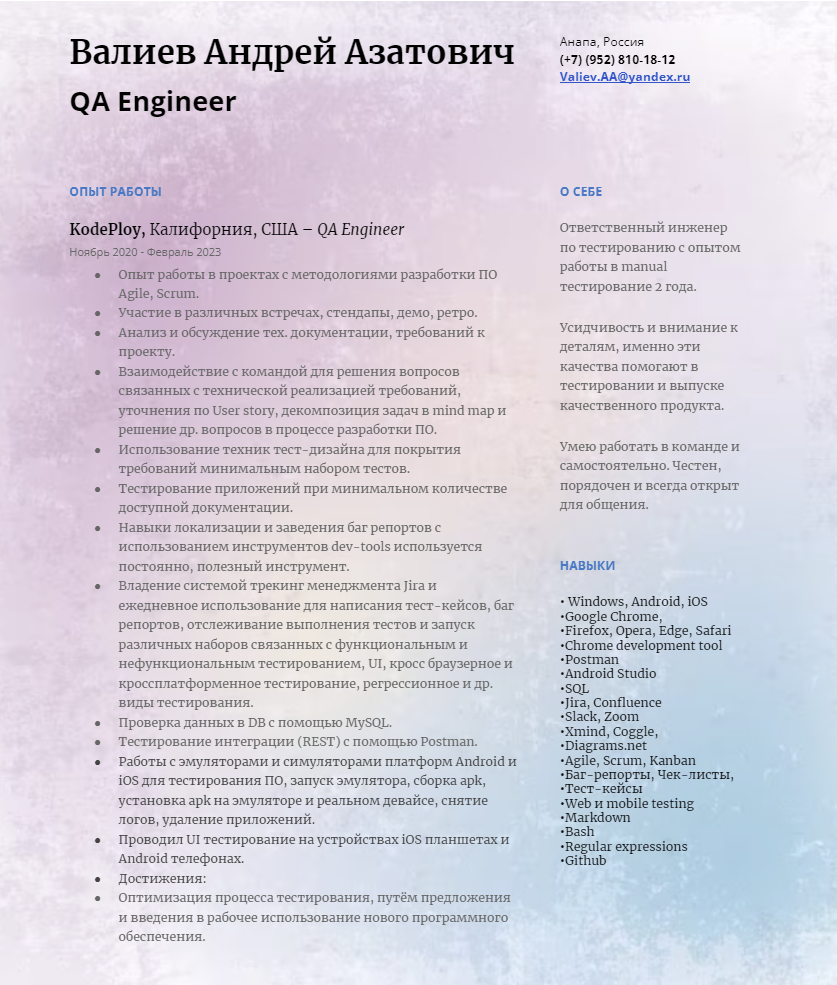 Валиев Андрей Азатович
QA Engineer
Анапа, Россия
(+7) (952) 810-18-12
Valiev.AA@yandex.ru
ОПЫТ РАБОТЫ
KodePloy, Калифорния, США – QA Engineer
Ноябрь 2020 - Февраль 2023
● Опыт работы в проектах с методологиями разработки ПО
Agile, Scrum.
● Участие в различных встречах, стендапы, демо, ретро.
● Анализ и обсуждение тех. документации, требований к
проекту.
● Взаимодействие с командой для решения вопросов
связанных с технической реализацией требований,
уточнения по User story, декомпозиция задач в mind map и
решение др. вопросов в процессе разработки ПО.
● Использование техник тест-дизайна для покрытия
требований минимальным набором тестов.
● Тестирование приложений при минимальном количестве
доступной документации.
● Навыки локализации и заведения баг репортов с
использованием инструментов dev-tools используется
постоянно, полезный инструмент.
● Владение системой трекинг менеджмента Jira и
ежедневное использование для написания тест-кейсов, баг
репортов, отслеживание выполнения тестов и запуск
различных наборов связанных с функциональным и
нефункциональным тестированием, UI, кросс браузерное и
кроссплатформенное тестирование, регрессионное и др.
виды тестирования.
● Проверка данных в DB с помощью MySQL.
● Тестирование интеграции (REST) с помощью Postman.
● Работы с эмуляторами и симуляторами платформ Android и
iOS для тестирования ПО, запуск эмулятора, сборка apk,
установка apk на эмуляторе и реальном девайсе, снятие
логов, удаление приложений.
● Проводил UI тестирование на устройствах iOS планшетах и
Android телефонах.
● Достижения:
● Оптимизация процесса тестирования, путём предложения
и введения в рабочее использование нового программного
обеспечения.
О СЕБЕ
Ответственный инженер
по тестированию с опытом
работы в manual
тестирование 2 года.
Усидчивость и внимание к
деталям, именно эти
качества помогают в
тестировании и выпуске
качественного продукта.
Умею работать в команде и
самостоятельно. Честен,
порядочен и всегда открыт
для общения.
НАВЫКИ
• Windows, Android, iOS
•Google Chrome,
•Firefox, Opera, Edge, Safari
•Chrome development tool
•Postman
•Android Studio
•SQL
•Jira, Confluence
•Slack, Zoom
•Xmind, Coggle,
•Diagrams.net
•Agile, Scrum, Kanban
•Баг-репорты, Чек-листы,
•Тест-кейсы
•Web и mobile testing
•Markdown
•Bash
•Regular expressions
•Github